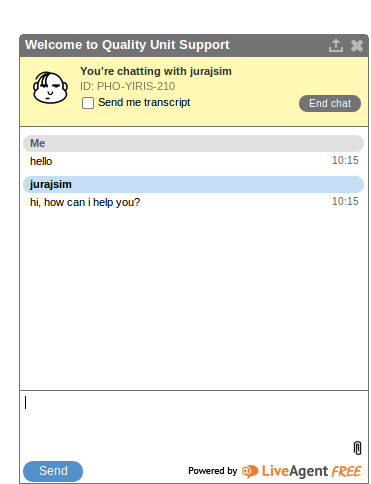 Welcome to Quality Unit Support
You're chatting with jurajsim
ID: PHO-YIRIS-210
Send me transcript
End chat
Me
hello 10:15
jurajsim
hi, how can i help you? 10:15
Send
Powered by LiveAgent FREE